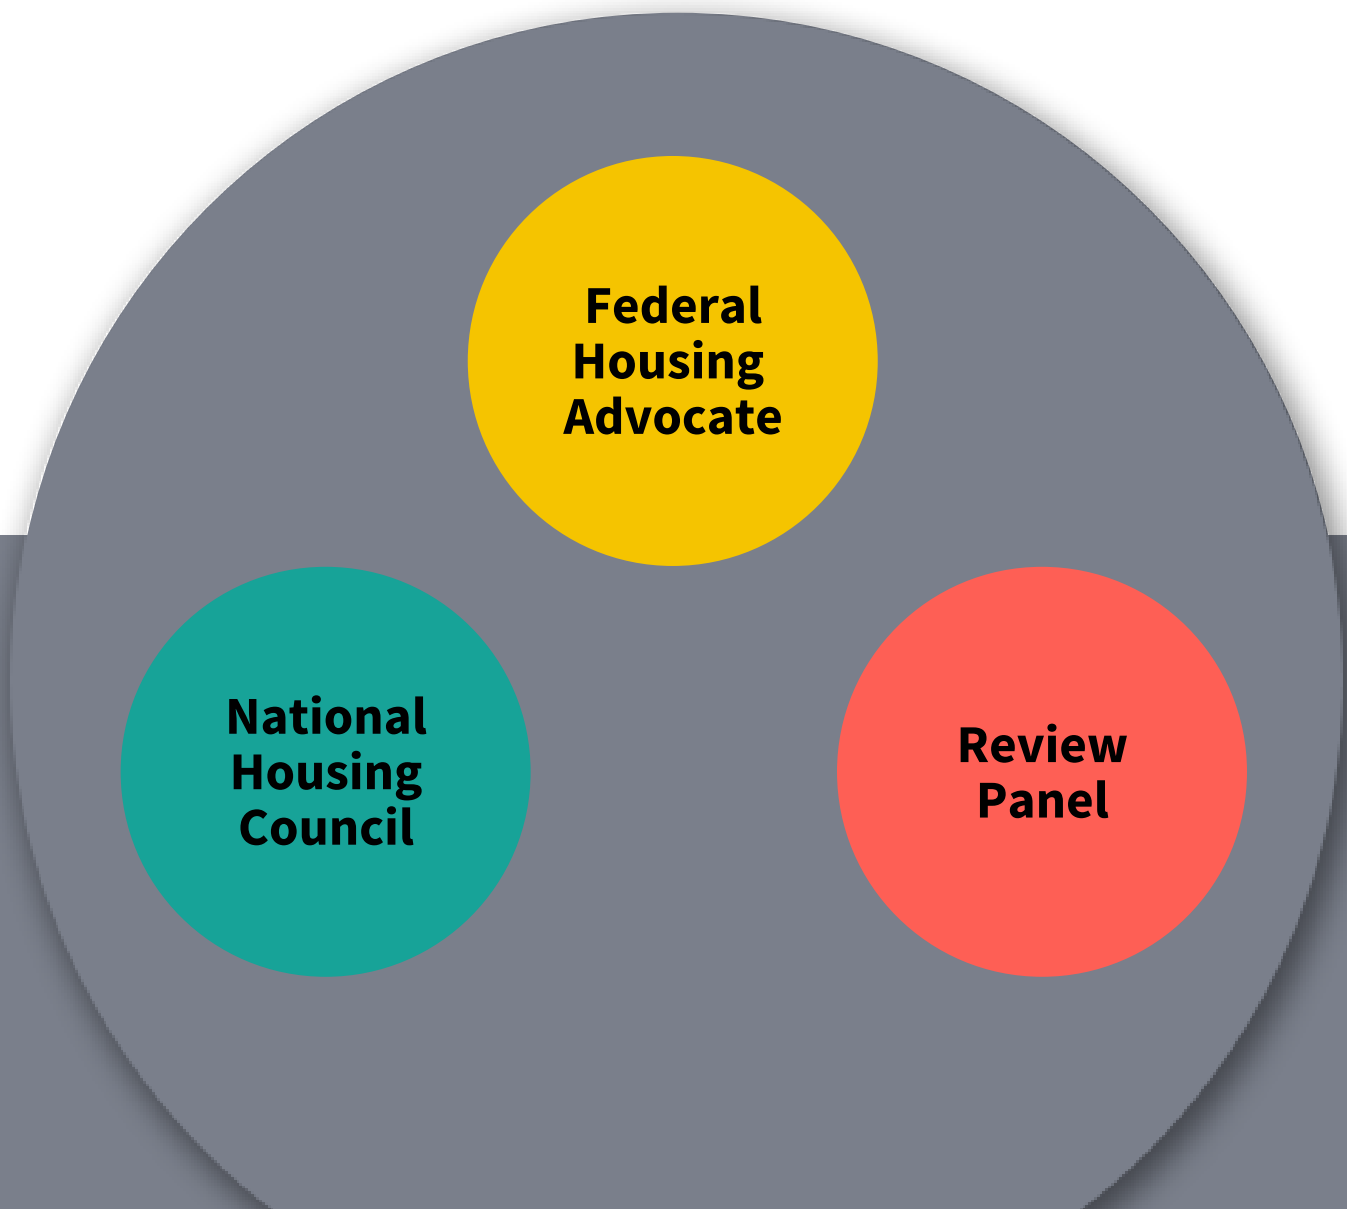 Federal
Housing
Advocate
National
Housing
Council
Review
Panel